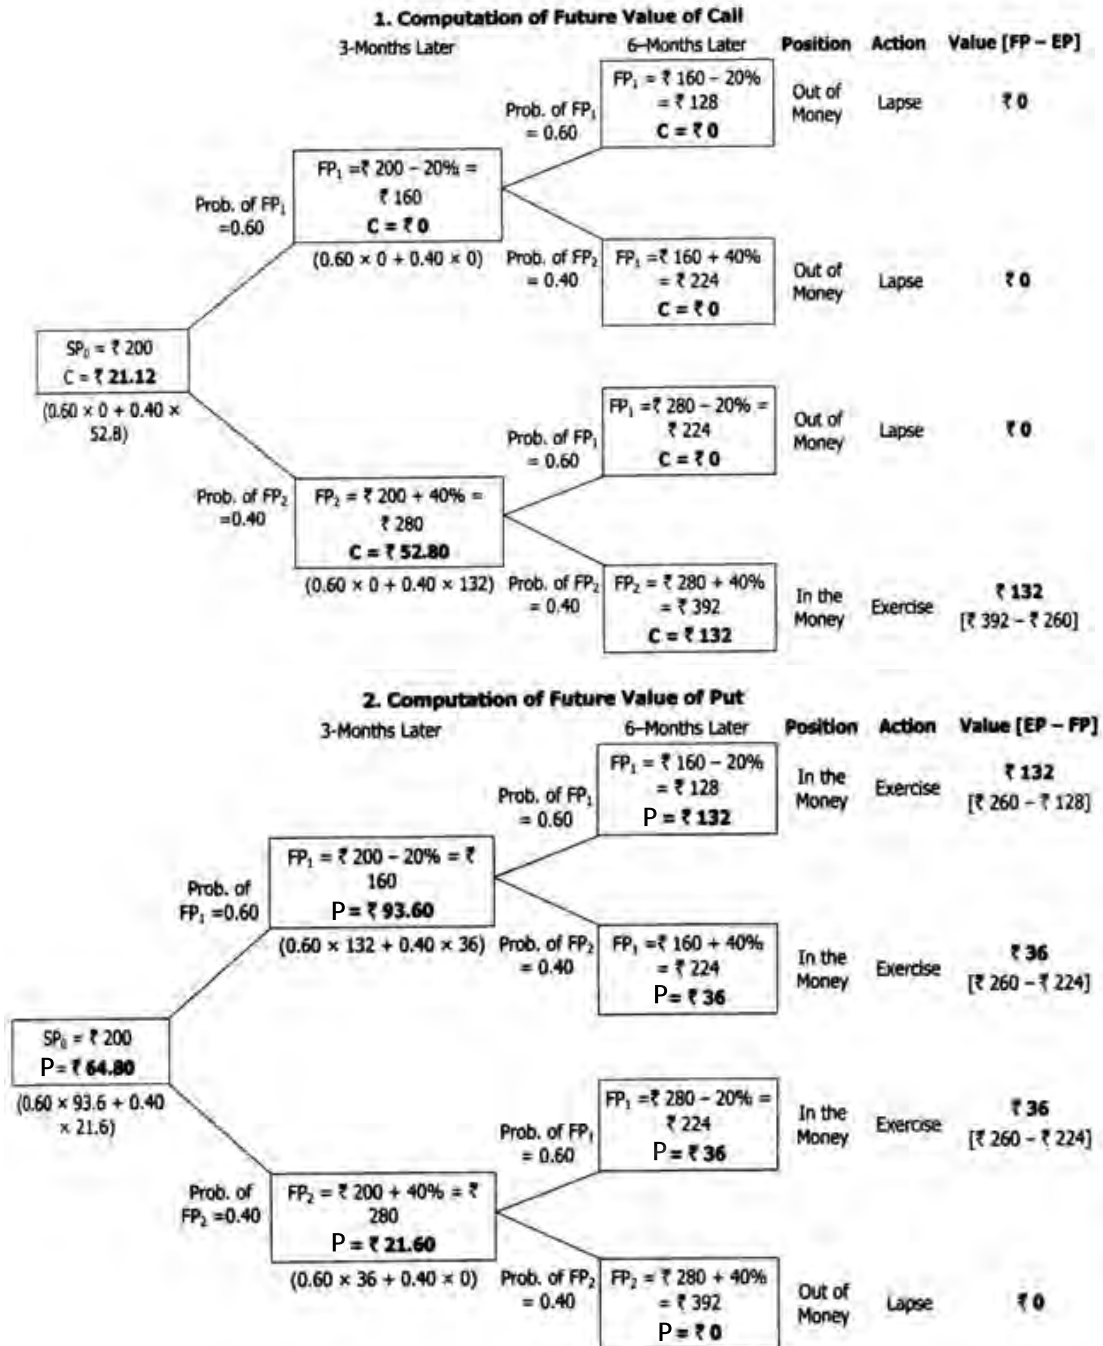 1. Computation of Future Value of Call
3-Months Later
6–Months Later
Position
Action
Value [FP – EP]
FP₁ = ₹ 160 – 20%
= ₹ 128
C = ₹ 0
Prob. of FP₁
= 0.60
Out of
Money
Lapse
₹ 0
FP₁ =₹ 200 – 20% =
₹ 160
C = ₹ 0
(0.60 × 0 + 0.40 × 0)
Prob. of FP₁
=0.60
Prob. of FP₂
= 0.40
FP₁ =₹ 160 + 40%
= ₹ 224
C = ₹ 0
Out of
Money
Lapse
₹ 0
SP₀ = ₹ 200
C = ₹ 21.12
(0.60 × 0 + 0.40 ×
52.8)
FP₁ =₹ 280 – 20% =
₹ 224
C = ₹ 0
Prob. of FP₁
= 0.60
Out of
Money
Lapse
₹ 0
Prob. of FP₂
=0.40
FP₂ = ₹ 200 + 40% =
₹ 280
C = ₹ 52.80
(0.60 × 0 + 0.40 × 132)
Prob. of FP₂
= 0.40
FP₂ = ₹ 280 + 40%
= ₹ 392
C = ₹ 132
In the
Money
Exercise
₹ 132
[₹ 392 – ₹ 260]
2. Computation of Future Value of Put
3-Months Later
6–Months Later
Position
Action
Value [EP – FP]
FP₁ = ₹ 160 – 20%
= ₹ 128
P = ₹ 132
Prob. of FP₁
= 0.60
In the
Money
Exercise
₹ 132
[₹ 260 – ₹ 128]
FP₁ = ₹ 200 – 20% = ₹
160
P = ₹ 93.60
(0.60 × 132 + 0.40 × 36)
Prob. of
FP₁ =0.60
Prob. of FP₂
= 0.40
FP₁ =₹ 160 + 40%
= ₹ 224
P = ₹ 36
In the
Money
Exercise
₹ 36
[₹ 260 – ₹ 224]
SP₀ = ₹ 200
P = ₹ 64.80
(0.60 × 93.6 + 0.40
× 21.6)
FP₁ =₹ 280 – 20% =
₹ 224
P = ₹ 36
Prob. of FP₁
= 0.60
In the
Money
Exercise
₹ 36
[₹ 260 – ₹ 224]
Prob. of
FP₂ =0.40
FP₂ = ₹ 200 + 40% = ₹
280
P = ₹ 21.60
(0.60 × 36 + 0.40 × 0)
Prob. of FP₂
= 0.40
FP₂ = ₹ 280 + 40%
= ₹ 392
P = ₹ 0
Out of
Money
Lapse
₹ 0